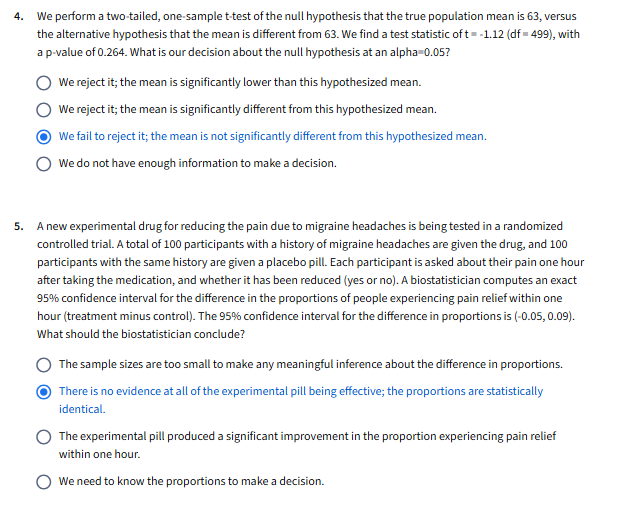 4. We perform a two-tailed, one-sample t-test of the null hypothesis that the true population mean is 63, versus
the alternative hypothesis that the mean is different from 63. We find a test statistic of t = -1.12 (df = 499), with
a p-value of 0.264. What is our decision about the null hypothesis at an alpha=0.05?
We reject it; the mean is significantly lower than this hypothesized mean.
We reject it; the mean is significantly different from this hypothesized mean.
We fail to reject it; the mean is not significantly different from this hypothesized mean.
We do not have enough information to make a decision.
5. A new experimental drug for reducing the pain due to migraine headaches is being tested in a randomized
controlled trial. A total of 100 participants with a history of migraine headaches are given the drug, and 100
participants with the same history are given a placebo pill. Each participant is asked about their pain one hour
after taking the medication, and whether it has been reduced (yes or no). A biostatistician computes an exact
95% confidence interval for the difference in the proportions of people experiencing pain relief within one
hour (treatment minus control). The 95% confidence interval for the difference in proportions is (-0.05, 0.09).
What should the biostatistician conclude?
The sample sizes are too small to make any meaningful inference about the difference in proportions.
There is no evidence at all of the experimental pill being effective; the proportions are statistically
identical.
The experimental pill produced a significant improvement in the proportion experiencing pain relief
within one hour.
We need to know the proportions to make a decision.